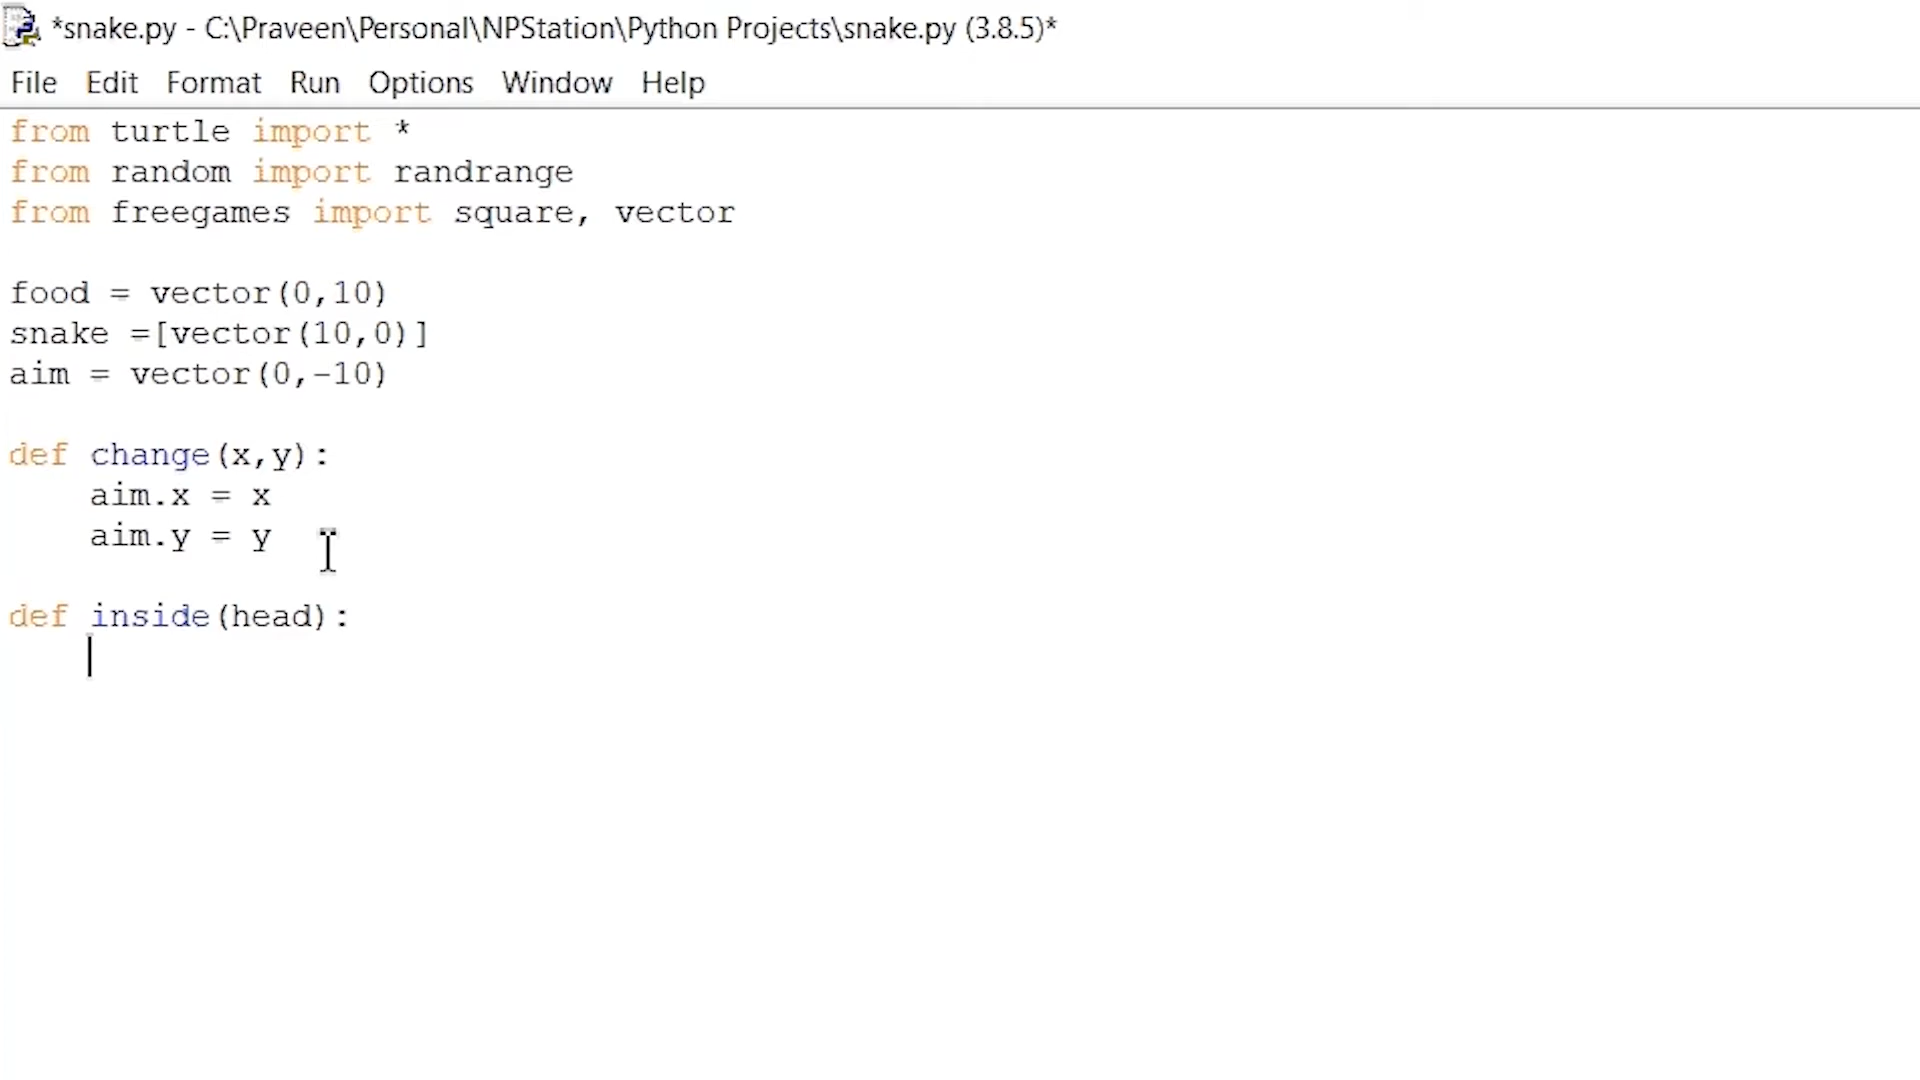 *snake.py - C:\Praveen\Personal\NPStation\Python Projects\snake.py (3.8.5)*
File Edit Format Run Options Window Help
from turtle import *
from random import randrange
from freegames import square, vector
food = vector(0,10)
snake =[vector(10,0)]
aim = vector(0,-10)
def change(x,y):
    aim.x = x
    aim.y = y
def inside(head):